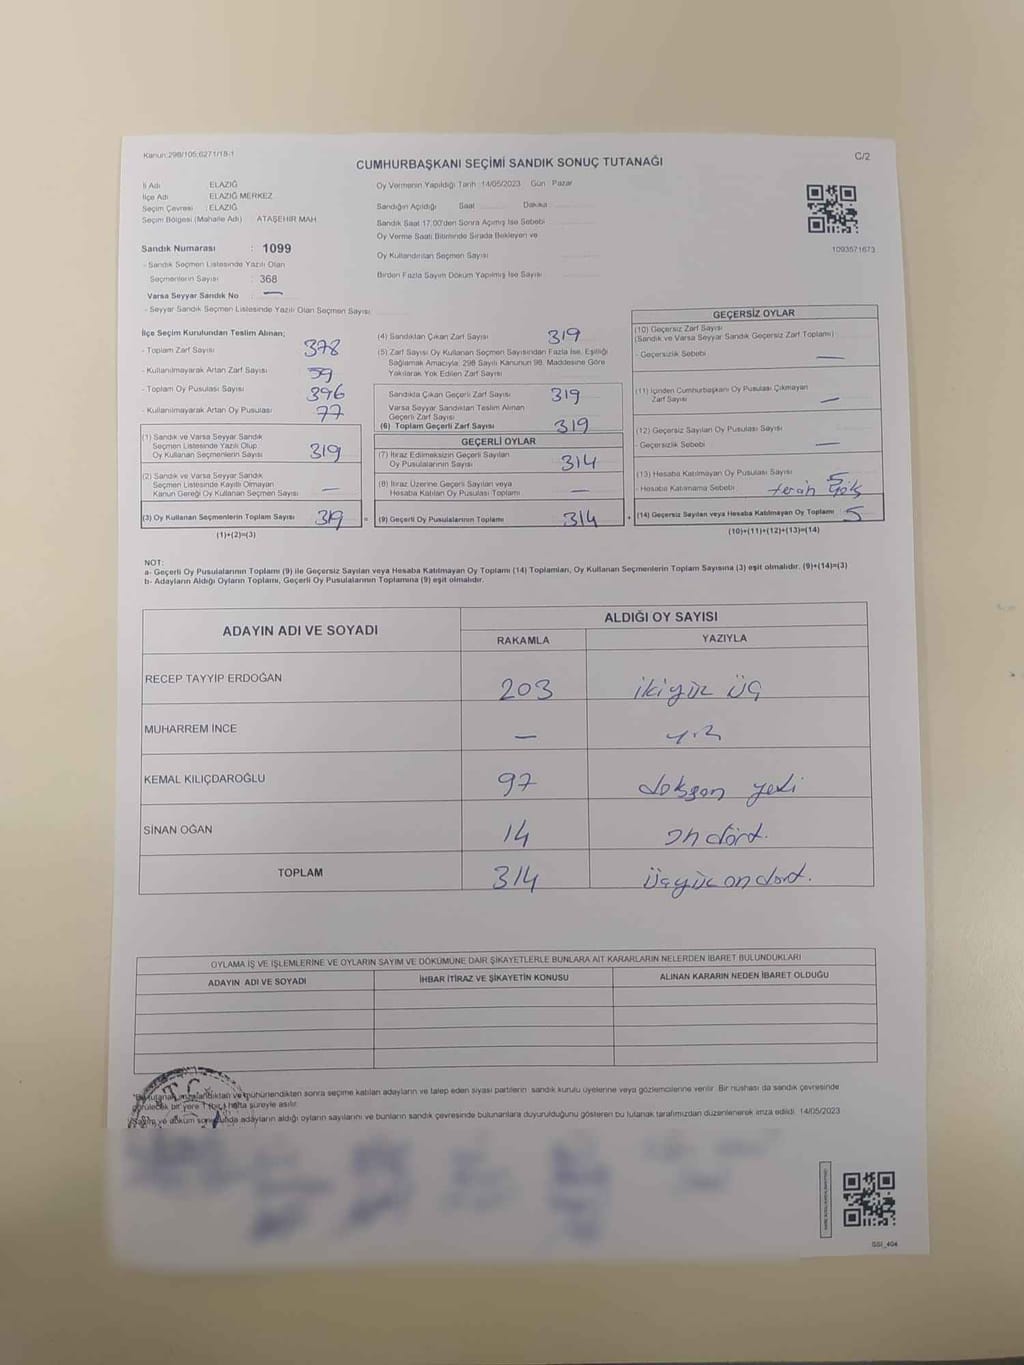 Kanun:298/105;6271/18-1
C/2
CUMHURBAŞKANI SEÇİMİ SANDIK SONUÇ TUTANAĞI
İl Adı ELAZIĞ
İlçe Adı : ELAZIĞ MERKEZ
Seçim Çevresi : ELAZIĞ
Seçim Bölgesi (Mahalle Adı) ATAŞEHİR MAH
Sandık Numarası : 1099
- Sandık Seçmen Listesinde Yazılı Olan
Seçmenlerin Sayısı : 368
Varsa Seyyar Sandık No : —
- Seyyar Sandık Seçmen Listesinde Yazılı Olan Seçmen Sayısı
Oy Vermenin Yapıldığı Tarih :14/05/2023 Gün : Pazar
Sandığın Açıldığı Saat Dakika
Sandık Saat 17.00'den Sonra Açımış İse Sebebi
Oy Verme Saati Bitiminde Sırada Bekleyen ve
Oy Kullandırılan Seçmen Sayısı
Birden Fazla Sayım Döküm Yapılmış İse Sayısı
1093571673
İlçe Seçim Kurulundan Teslim Alınan;
- Toplam Zarf Sayısı 378
- Kullanılmayarak Artan Zarf Sayısı 59
- Toplam Oy Pusulası Sayısı 396
- Kullanılmayarak Artan Oy Pusulası 77
(1) Sandık ve Varsa Seyyar Sandık
Seçmen Listesinde Yazılı Olup
Oy Kullanan Seçmenlerin Sayısı 319
(2) Sandık ve Varsa Seyyar Sandık
Seçmen Listesinde Kayıtlı Olmayan
Kanun Gereği Oy Kullanan Seçmen Sayısı —
(3) Oy Kullanan Seçmenlerin Toplam Sayısı 319 =
(1)+(2)=(3)
(4) Sandıktan Çıkan Zarf Sayısı 319
(5) Zarf Sayısı Oy Kullanan Seçmen Sayısından Fazla İse, Eşitliği
Sağlamak Amacıyla; 298 Sayılı Kanunun 98. Maddesine Göre
Yakılarak Yok Edilen Zarf Sayısı
Sandıkta Çıkan Geçerli Zarf Sayısı 319
Varsa Seyyar Sandıktan Teslim Alınan
Geçerli Zarf Sayısı
(6) Toplam Geçerli Zarf Sayısı 319
GEÇERLİ OYLAR
(7) İtiraz Edilmeksizin Geçerli Sayılan
Oy Pusulalarının Sayısı 314
(8) İtiraz Üzerine Geçerli Sayılan veya
Hesaba Katılan Oy Pusulası Toplamı —
(9) Geçerli Oy Pusulalarının Toplamı 314 +
GEÇERSİZ OYLAR
(10) Geçersiz Zarf Sayısı
(Sandık ve Varsa Seyyar Sandık Geçersiz Zarf Toplamı)
- Geçersizlik Sebebi —
(11) İçinden Cumhurbaşkanı Oy Pusulası Çıkmayan
Zarf Sayısı —
(12) Geçersiz Sayılan Oy Pusulası Sayısı
- Geçersizlik Sebebi —
(13) Hesaba Katılmayan Oy Pusulası Sayısı 5
- Hesaba Katılmama Sebebi
(14) Geçersiz Sayılan veya Hesaba Katılmayan Oy Toplamı 5
(10)+(11)+(12)+(13)=(14)
NOT:
a- Geçerli Oy Pusulalarının Toplamı (9) ile Geçersiz Sayılan veya Hesaba Katılmayan Oy Toplamı (14) Toplamları, Oy Kullanan Seçmenlerin Toplam Sayısına (3) eşit olmalıdır. (9)+(14)=(3)
b- Adayların Aldığı Oyların Toplamı, Geçerli Oy Pusulalarının Toplamına (9) eşit olmalıdır.
ADAYIN ADI VE SOYADI
ALDIĞI OY SAYISI
RAKAMLA YAZIYLA
RECEP TAYYİP ERDOĞAN 203 ikiyüz üç
MUHARREM İNCE —
KEMAL KILIÇDAROĞLU 97 doksan yedi
SİNAN OĞAN 14 on dört.
TOPLAM 314 üçyüz on dört.
OYLAMA İŞ VE İŞLEMLERİNE VE OYLARIN SAYIM VE DÖKÜMÜNE DAİR ŞİKAYETLERLE BUNLARA AİT KARARLARIN NELERDEN İBARET BULUNDUKLARI
ADAYIN ADI VE SOYADI İHBAR İTİRAZ VE ŞİKAYETİN KONUSU ALINAN KARARIN NEDEN İBARET OLDUĞU
T.C.
imzalandıktan ve mühürlendikten sonra seçime katılan adayların ve talep eden siyasi partilerin sandık kurulu üyelerine veya gözlemcilerine verilir. Bir nüshası da sandık çevresinde
görülecek bir yere 1 (bir) hafta süreyle asılır.
Sayım ve döküm sonucunda adayların aldığı oyların sayılarını ve bunların sandık çevresinde bulunanlara duyurulduğunu gösteren bu tutanak tarafımızdan düzenlenerek imza edildi. 14/05/2023
GSI_404